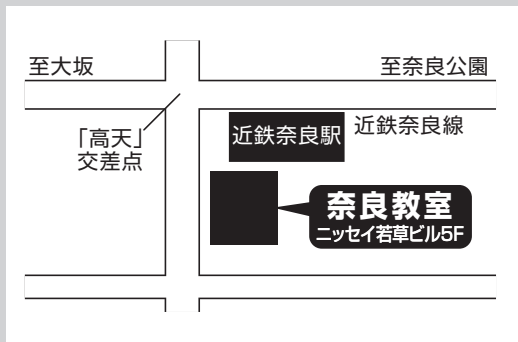 至大坂
至奈良公園
「高天」
交差点
近鉄奈良駅
近鉄奈良線
奈良教室
ニッセイ若草ビル5F